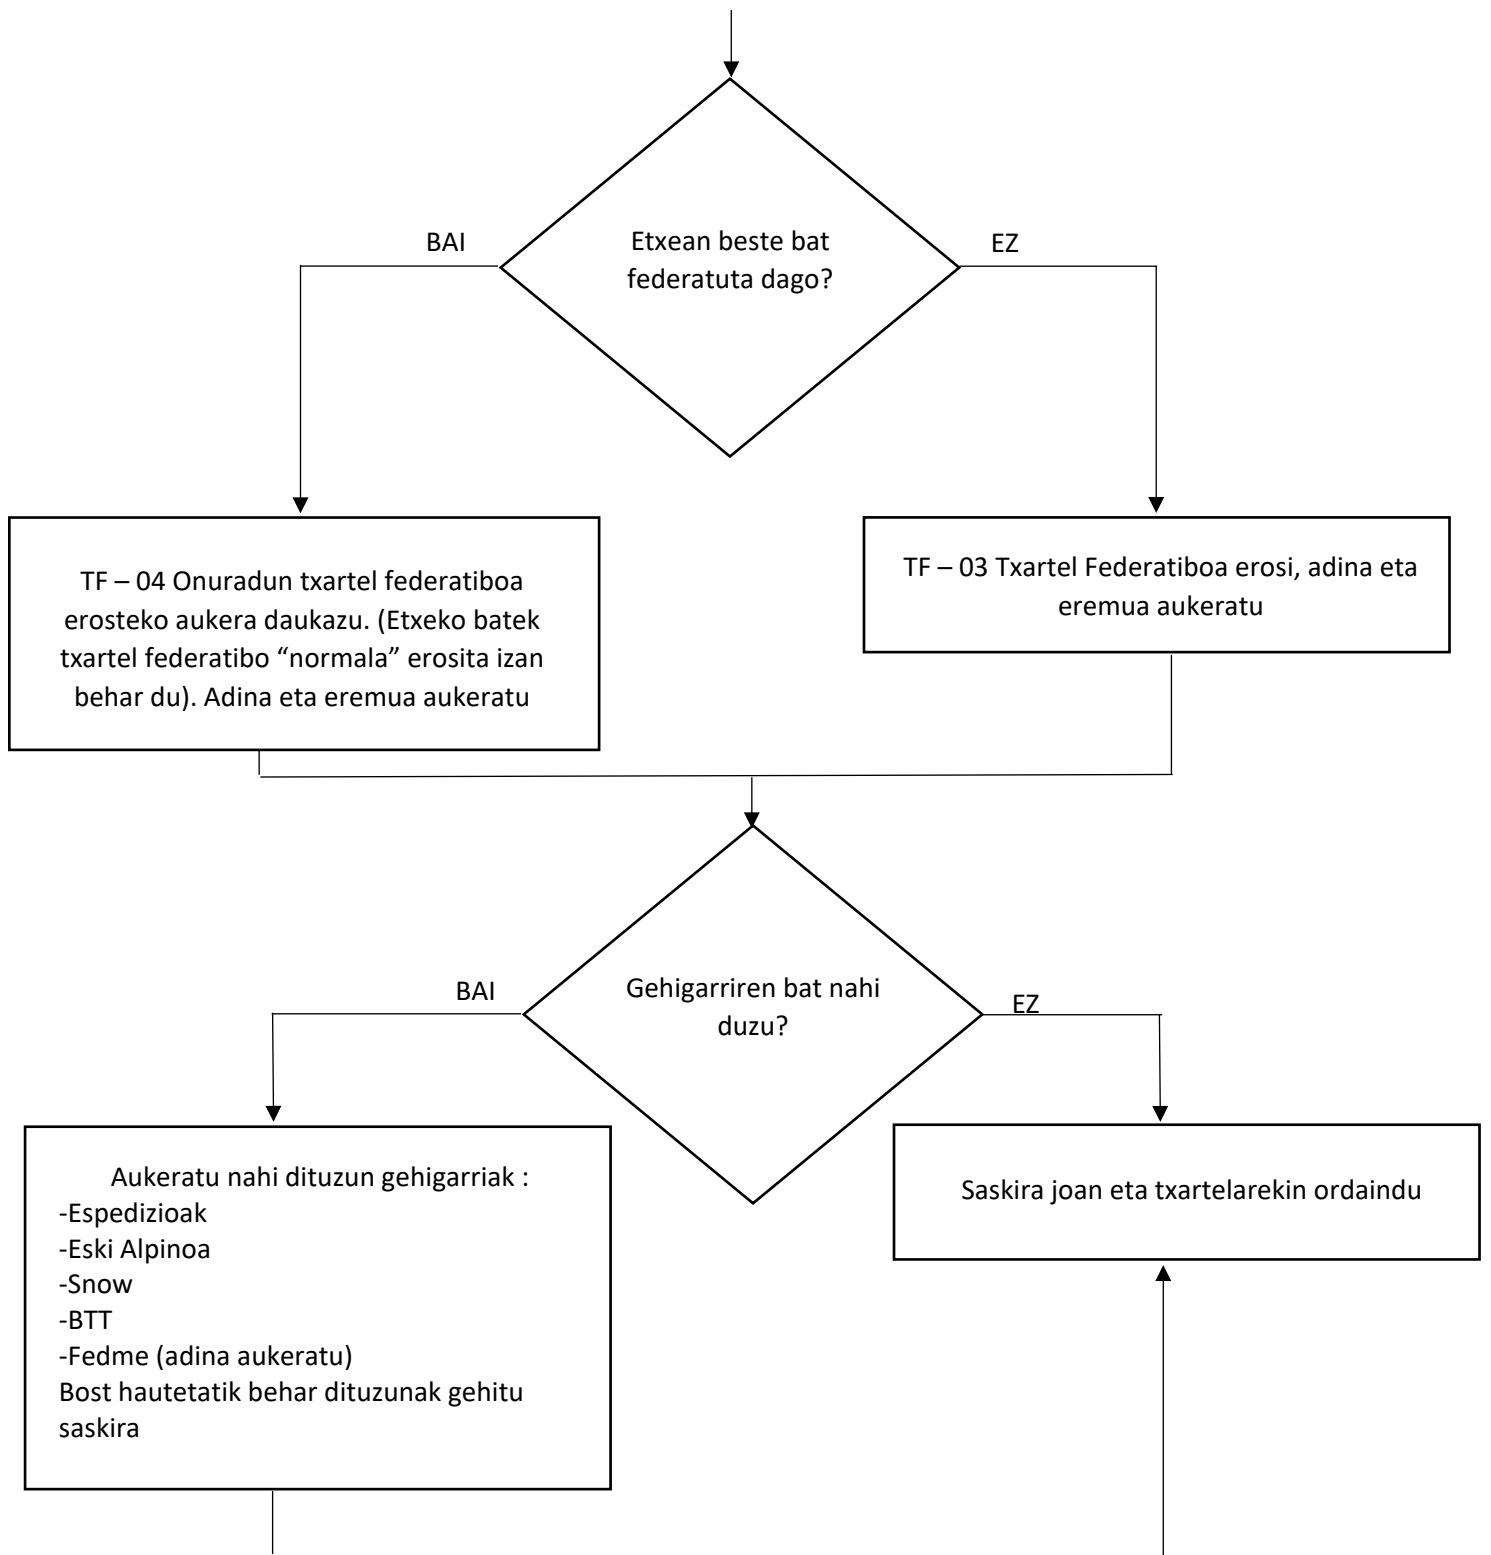 BAI
Etxean beste bat
federatuta dago?
EZ
TF – 04 Onuradun txartel federatiboa
erosteko aukera daukazu. (Etxeko batek
txartel federatibo “normala” erosita izan
behar du). Adina eta eremua aukeratu
TF – 03 Txartel Federatiboa erosi, adina eta
eremua aukeratu
BAI
Gehigarriren bat nahi
duzu?
EZ
Aukeratu nahi dituzun gehigarriak :
-Espedizioak
-Eski Alpinoa
-Snow
-BTT
-Fedme (adina aukeratu)
Bost hautetatik behar dituzunak gehitu
saskira
Saskira joan eta txartelarekin ordaindu